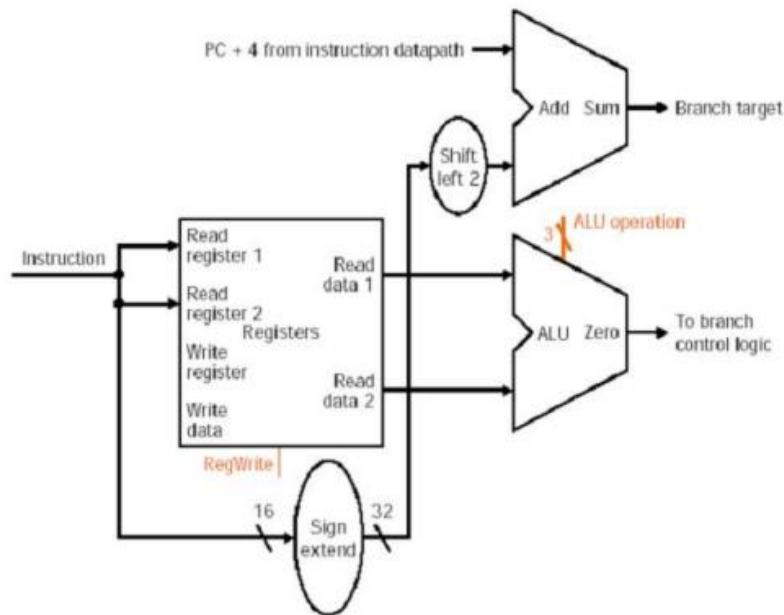 PC + 4 from instruction datapath
Add Sum
Branch target
Shift
left 2
3
ALU operation
Instruction
Read
register 1
Read
data 1
Read
register 2
Registers
ALU Zero
To branch
control logic
Write
register
Read
data 2
Write
data
RegWrite
16
Sign
extend
32